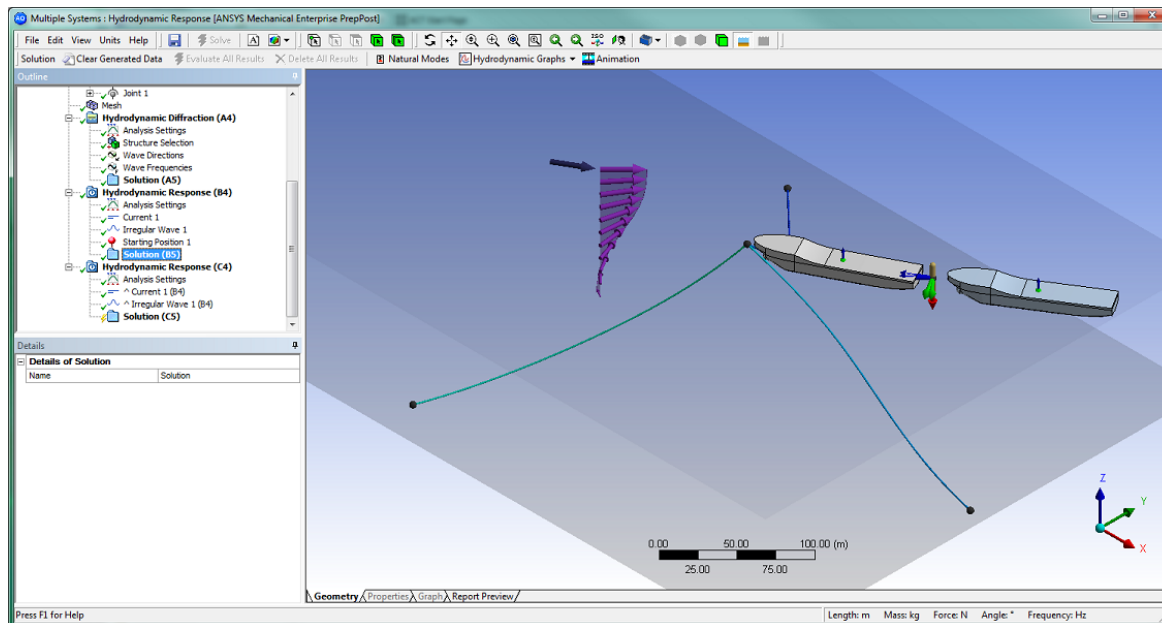 Multiple Systems : Hydrodynamic Response [ANSYS Mechanical Enterprise PrepPost]
File Edit View Units Help Solve
Solution Clear Generated Data Evaluate All Results Delete All Results Natural Modes Hydrodynamic Graphs Animation
Outline
Joint 1
Mesh
Hydrodynamic Diffraction (A4)
Analysis Settings
Structure Selection
Wave Directions
Wave Frequencies
Solution (A5)
Hydrodynamic Response (B4)
Analysis Settings
Current 1
Irregular Wave 1
Starting Position 1
Solution (B5)
Hydrodynamic Response (C4)
Analysis Settings
^ Current 1 (B4)
^ Irregular Wave 1 (B4)
Solution (C5)
Details
Details of Solution
Name Solution
Z
Y
X
0.00 50.00 100.00 (m)
25.00 75.00
Geometry Properties Graph Report Preview
Press F1 for Help Length: m Mass: kg Force: N Angle: ° Frequency: Hz